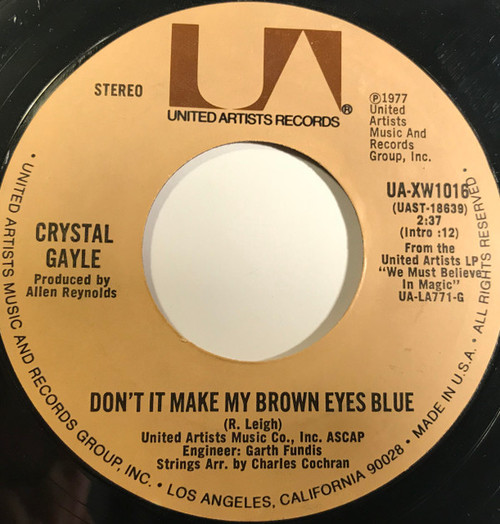 UA®
UNITED ARTISTS RECORDS
STEREO
℗1977
United
Artists
Music And
Records
Group, Inc.
UA-XW1016
(UAST-18639)
2:37
(Intro :12)
From the
United Artists LP
"We Must Believe
In Magic"
UA-LA771-G
CRYSTAL
GAYLE
Produced by
Allen Reynolds
DON'T IT MAKE MY BROWN EYES BLUE
(R. Leigh)
United Artists Music Co., Inc. ASCAP
Engineer: Garth Fundis
Strings Arr. by Charles Cochran
• UNITED ARTISTS MUSIC AND RECORDS GROUP, INC. • LOS ANGELES, CALIFORNIA 90028 • MADE IN U.S.A. • ALL RIGHTS RESERVED •